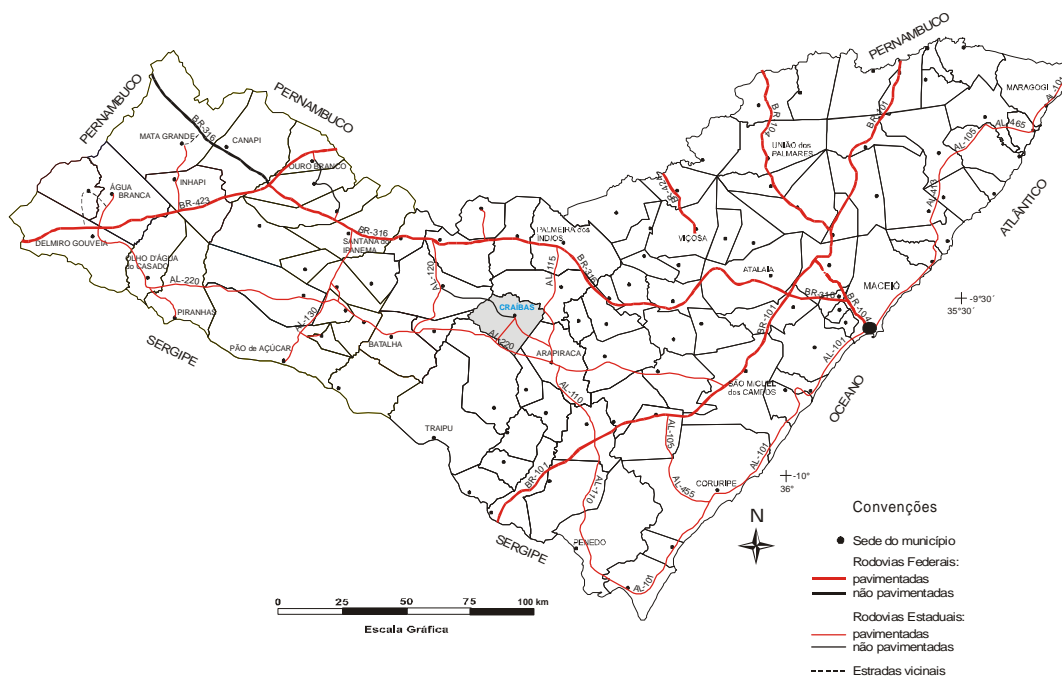 PERNAMBUCO
MARAGOGI
AL-101
PERNAMBUCO
PERNAMBUCO
BR-316
BR-104
BR-101
AL-465
AL-105
MATA GRANDE
CANAPI
OURO BRANCO
UNIÃO dos
PALMARES
ÁGUA
BRANCA
INHAPI
BR-423
BR-424
AL-413
ATLÂNTICO
DELMIRO GOUVEIA
BR-316
SANTANA do
IPANEMA
PALMEIRA dos
ÍNDIOS
VIÇOSA
OLHO D'ÁGUA
do CASADO
AL-220
AL-120
AL-115
BR-316
ATALAIA
BR-316
MACEIÓ
BR-104
-9°30'
35°30'
PIRANHAS
AL-130
CRAÍBAS
BR-101
SERGIPE
PÃO de AÇÚCAR
BATALHA
AL-220
ARAPIRACA
AL-101
AL-110
SÃO MIGUEL
dos CAMPOS
OCEANO
TRAIPU
AL-105
AL-101
BR-101
AL-110
AL-455
CORURIPE
-10°
36°
SERGIPE
PENEDO
AL-101
N
0 25 50 75 100 km
Escala Gráfica
Convenções
Sede do município
Rodovias Federais:
pavimentadas
não pavimentadas
Rodovias Estaduais:
pavimentadas
não pavimentadas
Estradas vicinais